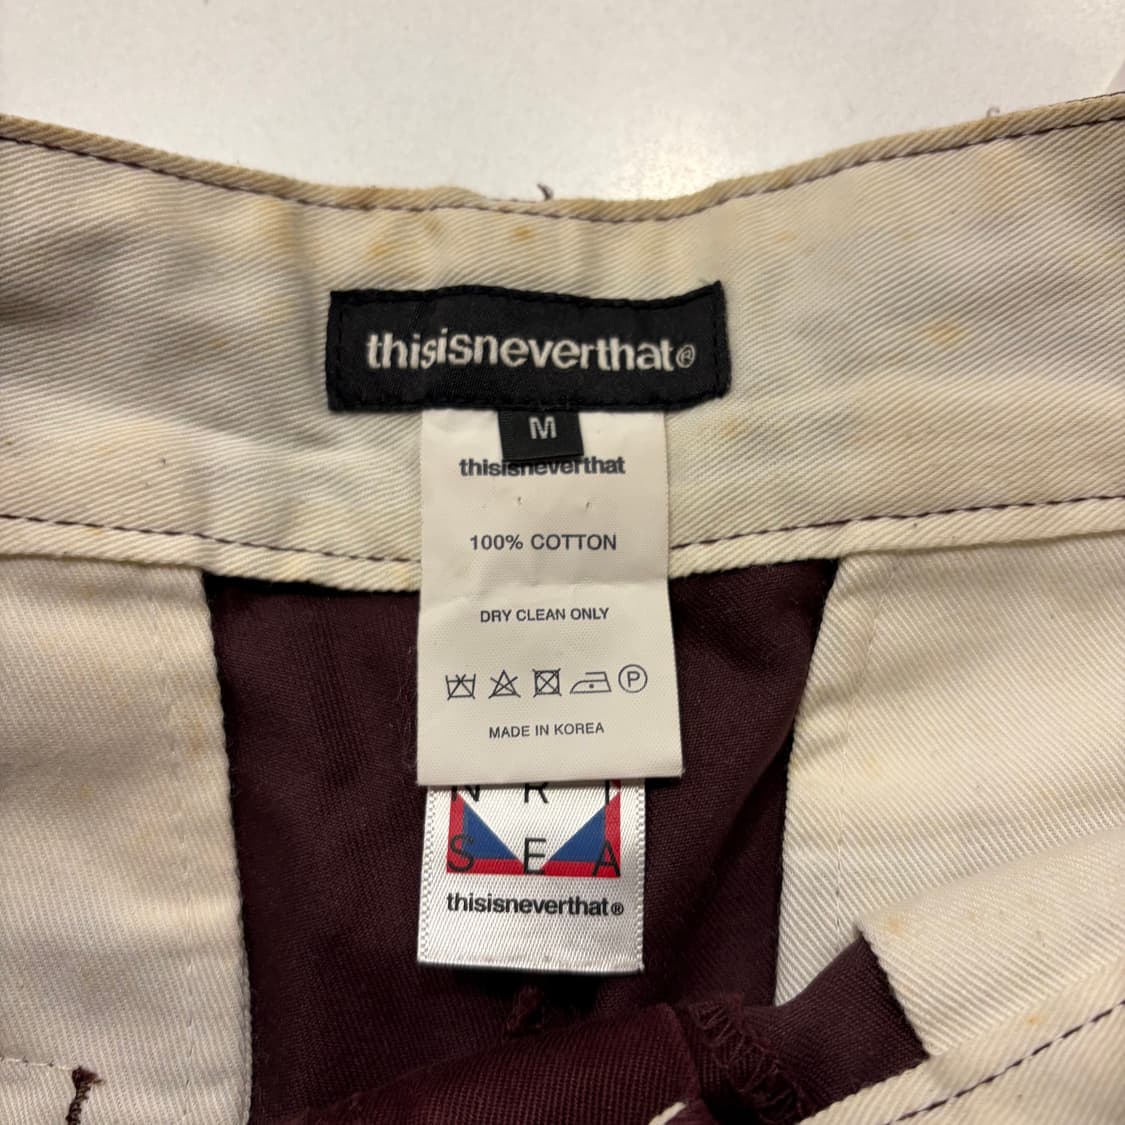 thisisneverthat®
M
thisisneverthat
100% COTTON
DRY CLEAN ONLY
P
MADE IN KOREA
N R T
S E A
thisisneverthat®